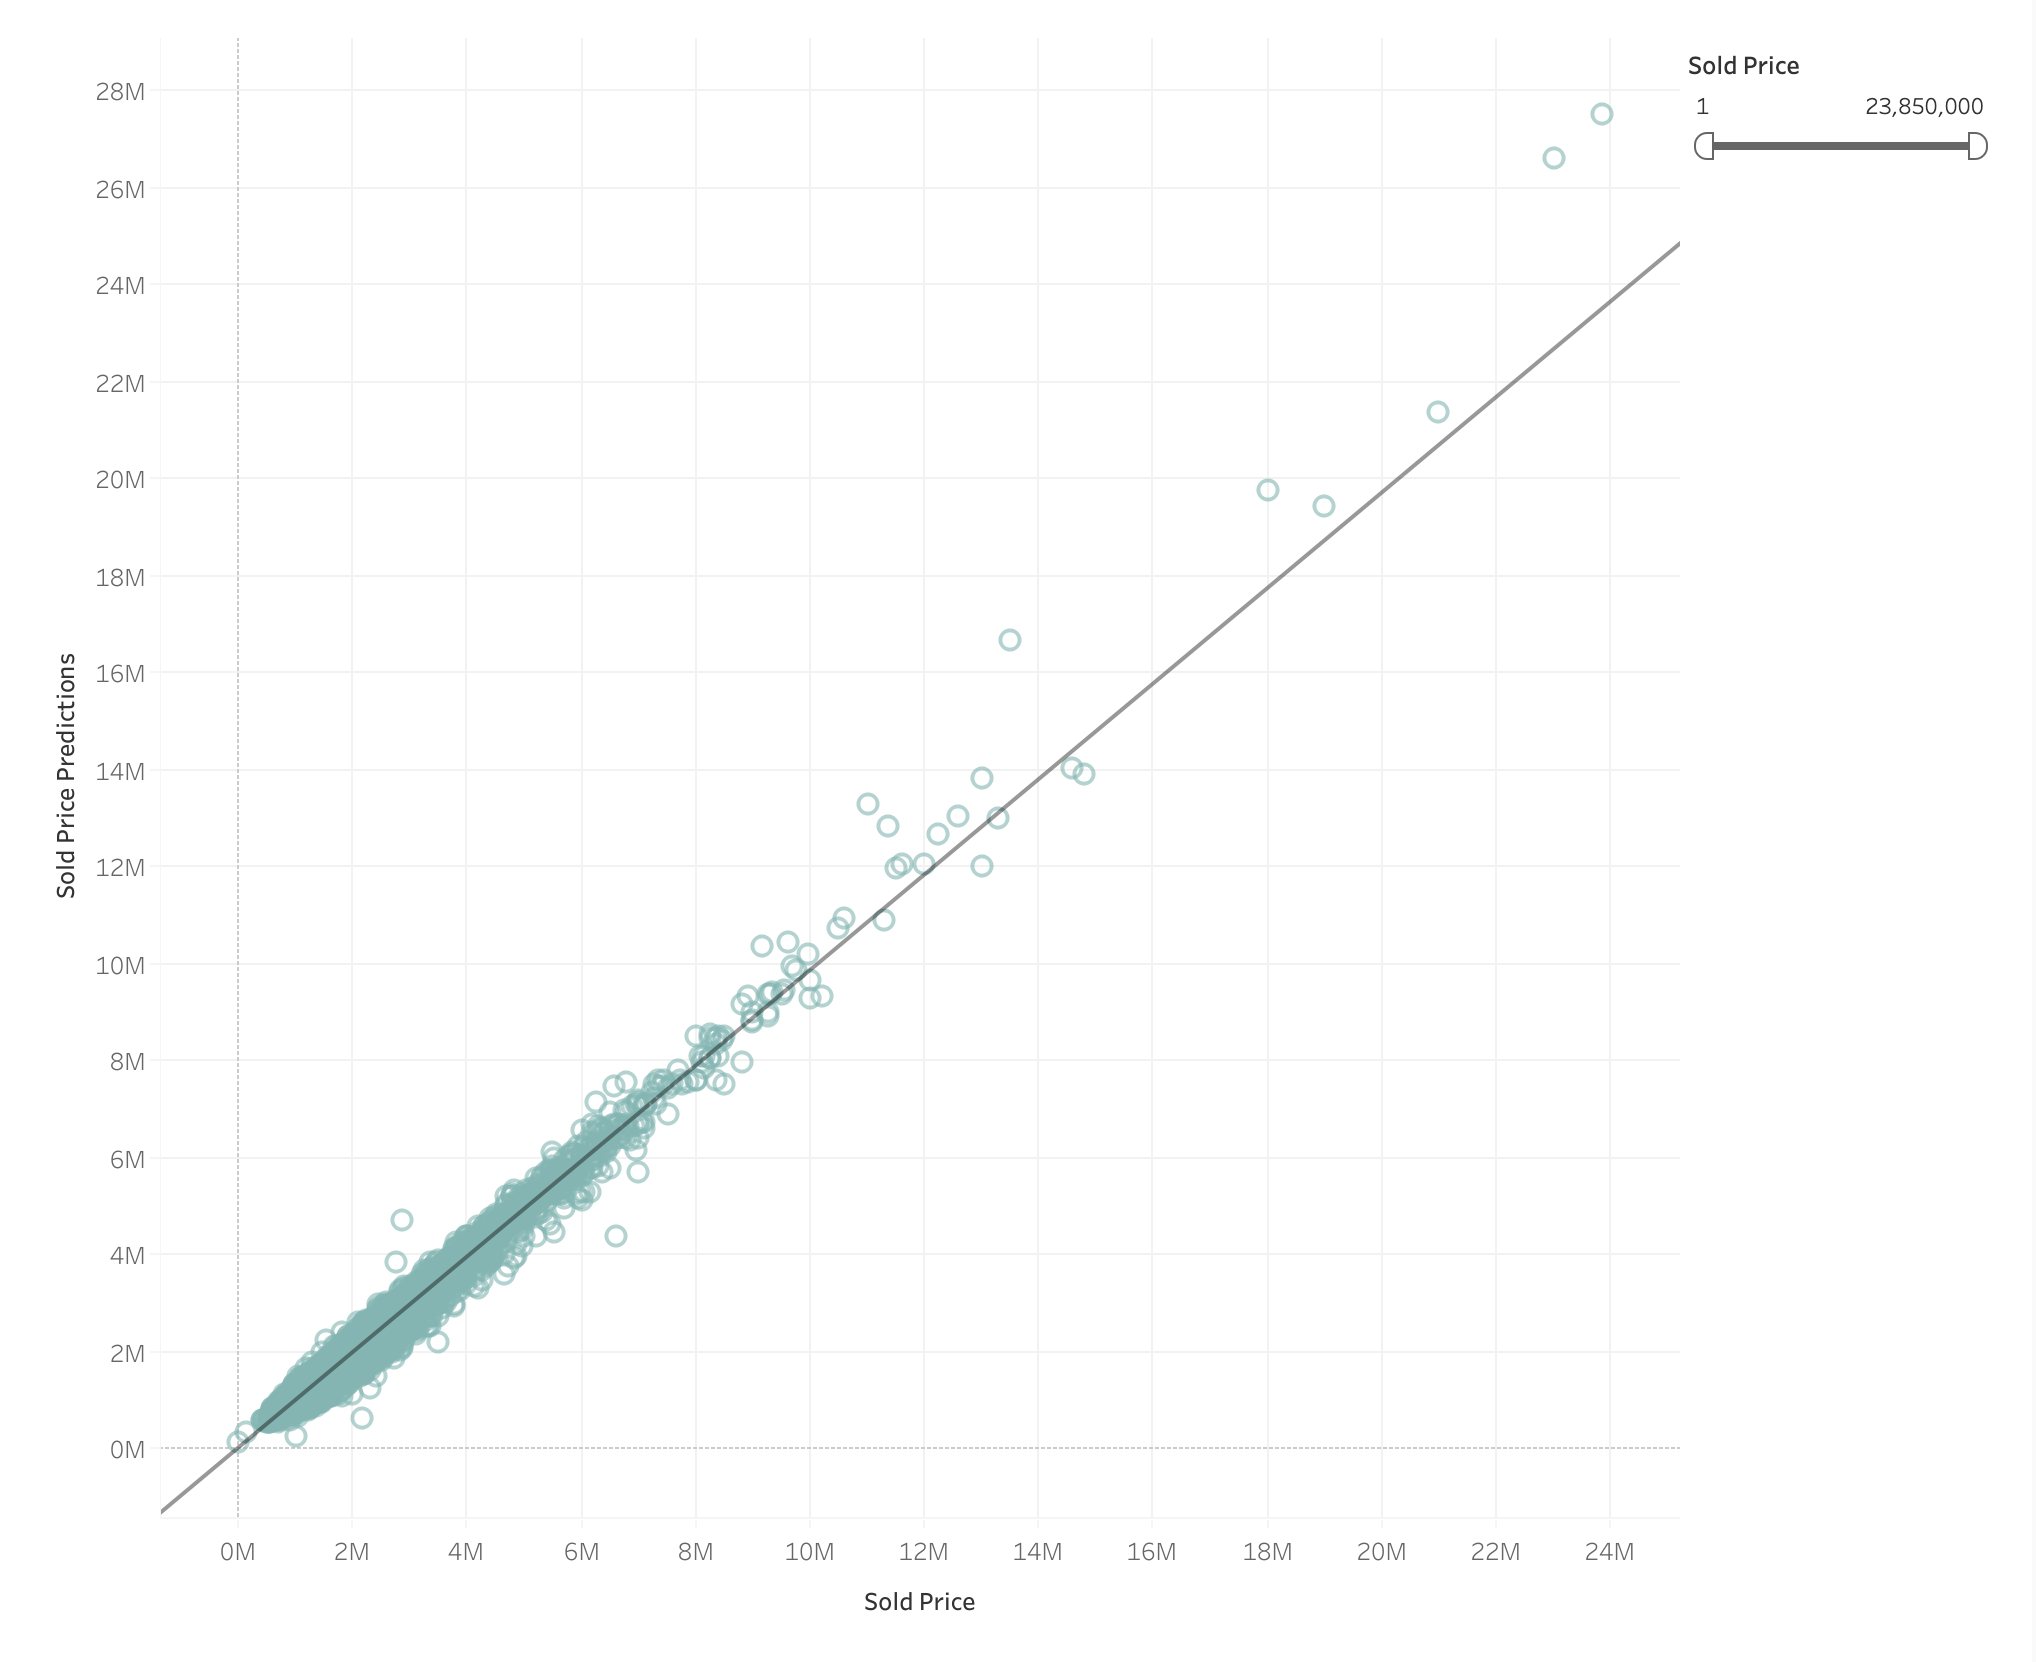 Sold Price
1 23,850,000
28M
26M
24M
22M
20M
18M
16M
14M
12M
10M
8M
6M
4M
2M
0M
Sold Price Predictions
0M 2M 4M 6M 8M 10M 12M 14M 16M 18M 20M 22M 24M
Sold Price